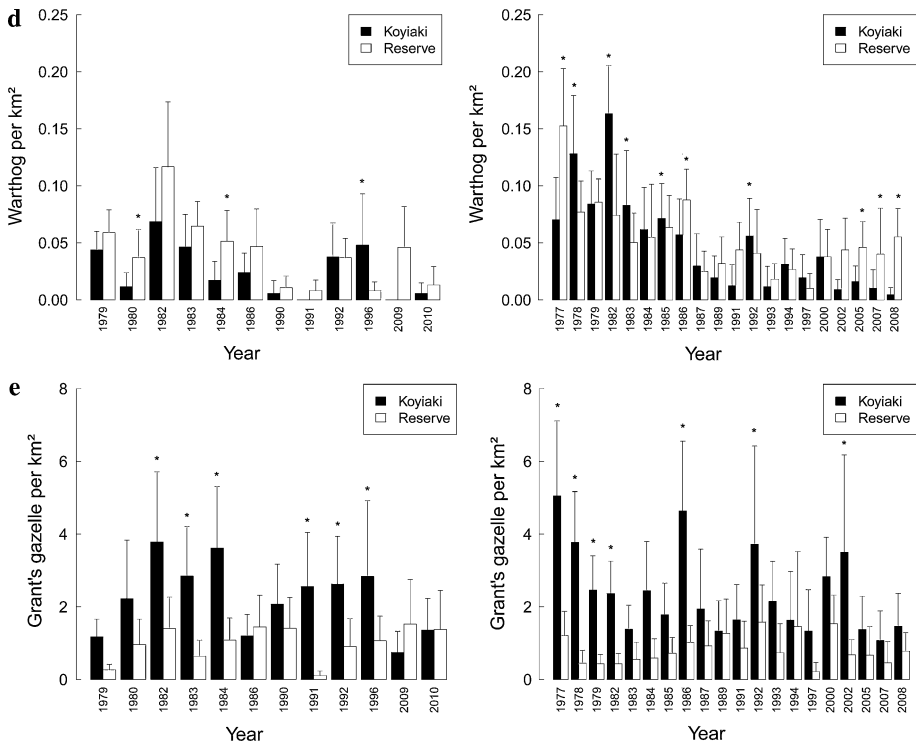 d
Koyiaki
Reserve
Warthog per km²
0.25
0.20
0.15
0.10
0.05
0.00
* * *
1979 1980 1982 1983 1984 1986 1990 1991 1992 1996 2009 2010
Year
Koyiaki
Reserve
Warthog per km²
0.25
0.20
0.15
0.10
0.05
0.00
* * * * * * * * * *
1977 1978 1979 1982 1983 1984 1985 1986 1987 1989 1991 1992 1993 1994 1997 2000 2002 2005 2007 2008
Year
e
Koyiaki
Reserve
Grant's gazelle per km²
8
6
4
2
0
* * * * * *
1979 1980 1982 1983 1984 1986 1990 1991 1992 1996 2009 2010
Year
Koyiaki
Reserve
Grant's gazelle per km²
8
6
4
2
0
* * * * * * *
1977 1978 1979 1982 1983 1984 1985 1986 1987 1989 1991 1992 1993 1994 1997 2000 2002 2005 2007 2008
Year